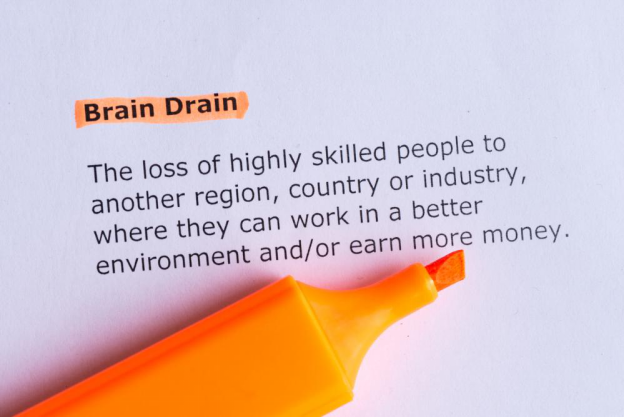 Brain Drain
The loss of highly skilled people to
another region, country or industry,
where they can work in a better
environment and/or earn more money.